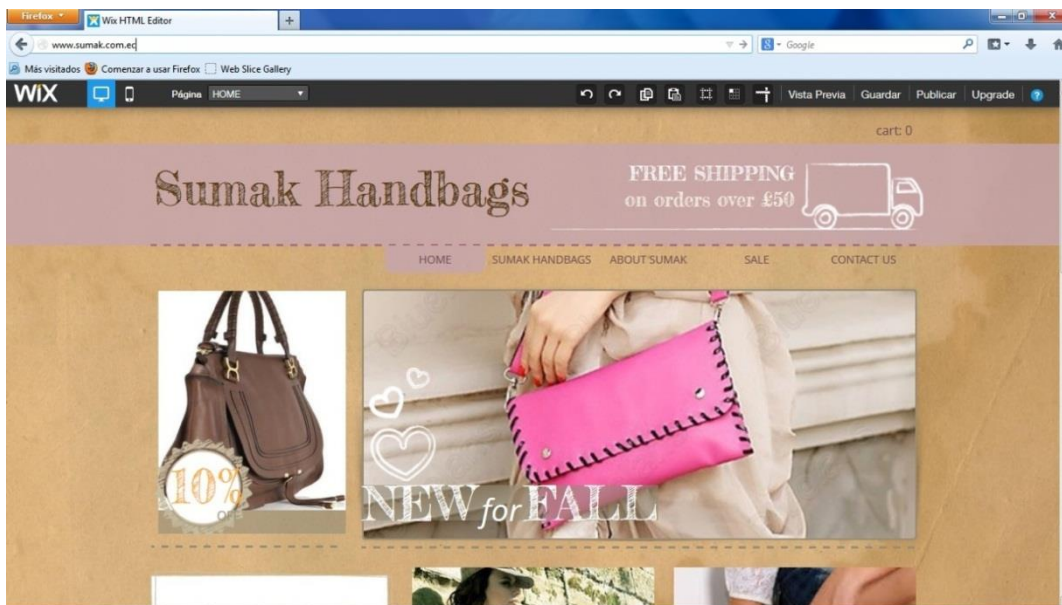 Firefox
Wix HTML Editor
www.sumak.com.ec
Google
Más visitados Comenzar a usar Firefox Web Slice Gallery
WiX Página HOME Vista Previa Guardar Publicar Upgrade ?
cart: 0
Sumak Handbags
FREE SHIPPING
on orders over £50
HOME SUMAK HANDBAGS ABOUT SUMAK SALE CONTACT US
10%
OFF
NEW for FALL